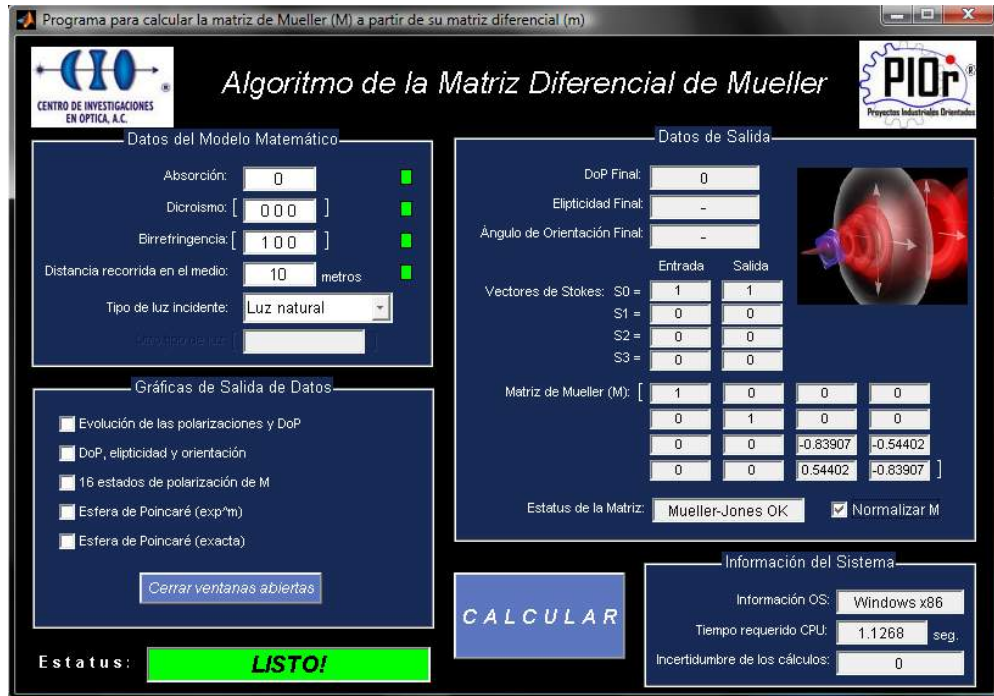 Programa para calcular la matriz de Mueller (M) a partir de su matriz diferencial (m)
CIO ®
CENTRO DE INVESTIGACIONES
EN OPTICA, A.C.
Algoritmo de la Matriz Diferencial de Mueller
PIOr ®
Proyectos Industriales Orientados
Datos del Modelo Matemático
Absorción: 0
Dicroismo: [ 0 0 0 ]
Birrefringencia: [ 1 0 0 ]
Distancia recorrida en el medio: 10 metros
Tipo de luz incidente: Luz natural
Gráficas de Salida de Datos
Evolución de las polarizaciones y DoP
DoP, elipticidad y orientación
16 estados de polarización de M
Esfera de Poincaré (exp^m)
Esfera de Poincaré (exacta)
Cerrar ventanas abiertas
Estatus: LISTO!
CALCULAR
Datos de Salida
DoP Final: 0
Elipticidad Final: -
Ángulo de Orientación Final: -
Entrada Salida
Vectores de Stokes: S0 = 1 1
S1 = 0 0
S2 = 0 0
S3 = 0 0
Matriz de Mueller (M): [ 1 0 0 0
0 1 0 0
0 0 -0.83907 -0.54402
0 0 0.54402 -0.83907 ]
Estatus de la Matriz: Mueller-Jones OK Normalizar M
Información del Sistema
Información OS: Windows x86
Tiempo requerido CPU: 1.1268 seg.
Incertidumbre de los cálculos: 0